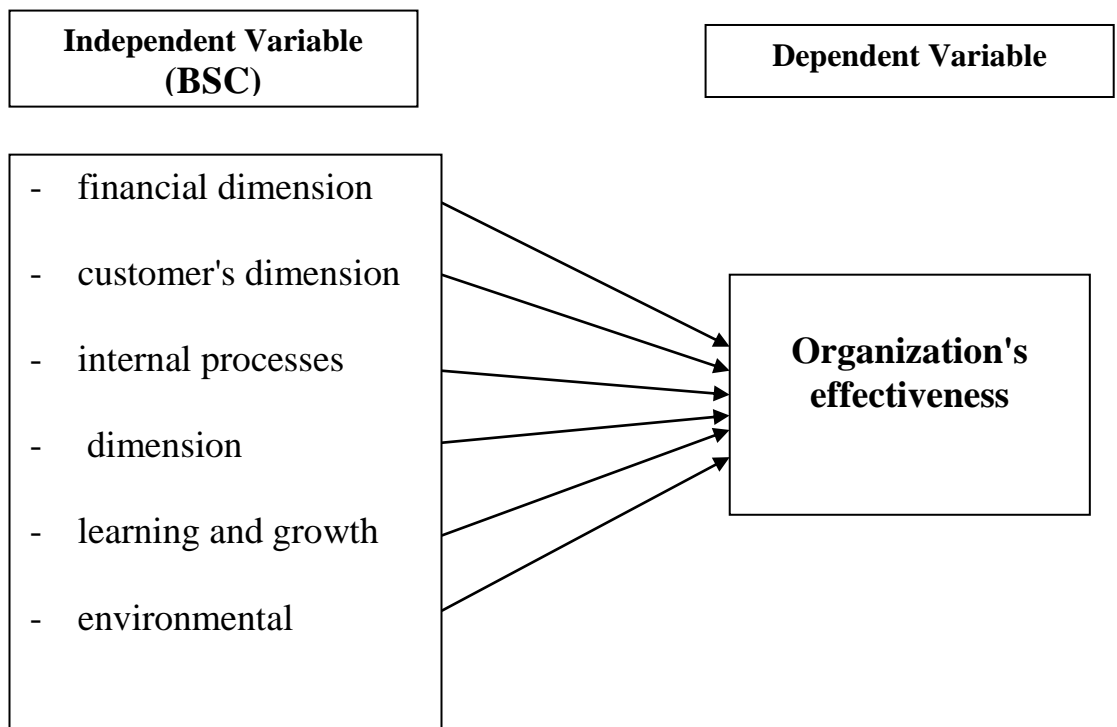 Independent Variable
(BSC)
Dependent Variable
- financial dimension
- customer's dimension
- internal processes
- dimension
- learning and growth
- environmental
Organization's
effectiveness